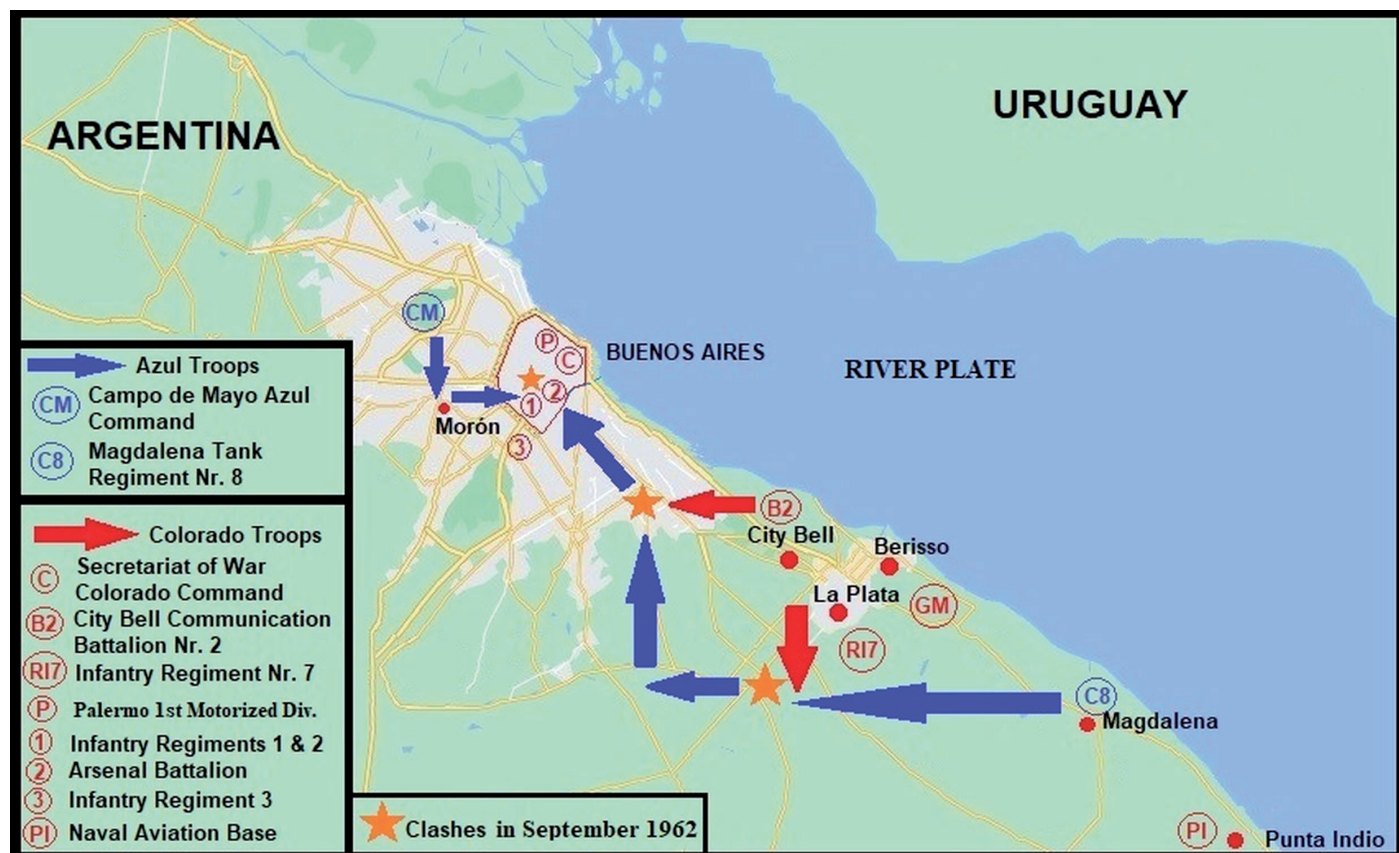 ARGENTINA
URUGUAY
CM
P
C
BUENOS AIRES
RIVER PLATE
2
1
Morón
3
B2
City Bell
Berisso
La Plata
GM
RI7
C8
Magdalena
PI
Punta Indio
Azul Troops
CM
Campo de Mayo Azul
Command
C8
Magdalena Tank
Regiment Nr. 8
Colorado Troops
C
Secretariat of War
Colorado Command
B2
City Bell Communication
Battalion Nr. 2
RI7 Infantry Regiment Nr. 7
P Palermo 1st Motorized Div.
1 Infantry Regiments 1 & 2
2 Arsenal Battalion
3 Infantry Regiment 3
PI Naval Aviation Base
Clashes in September 1962